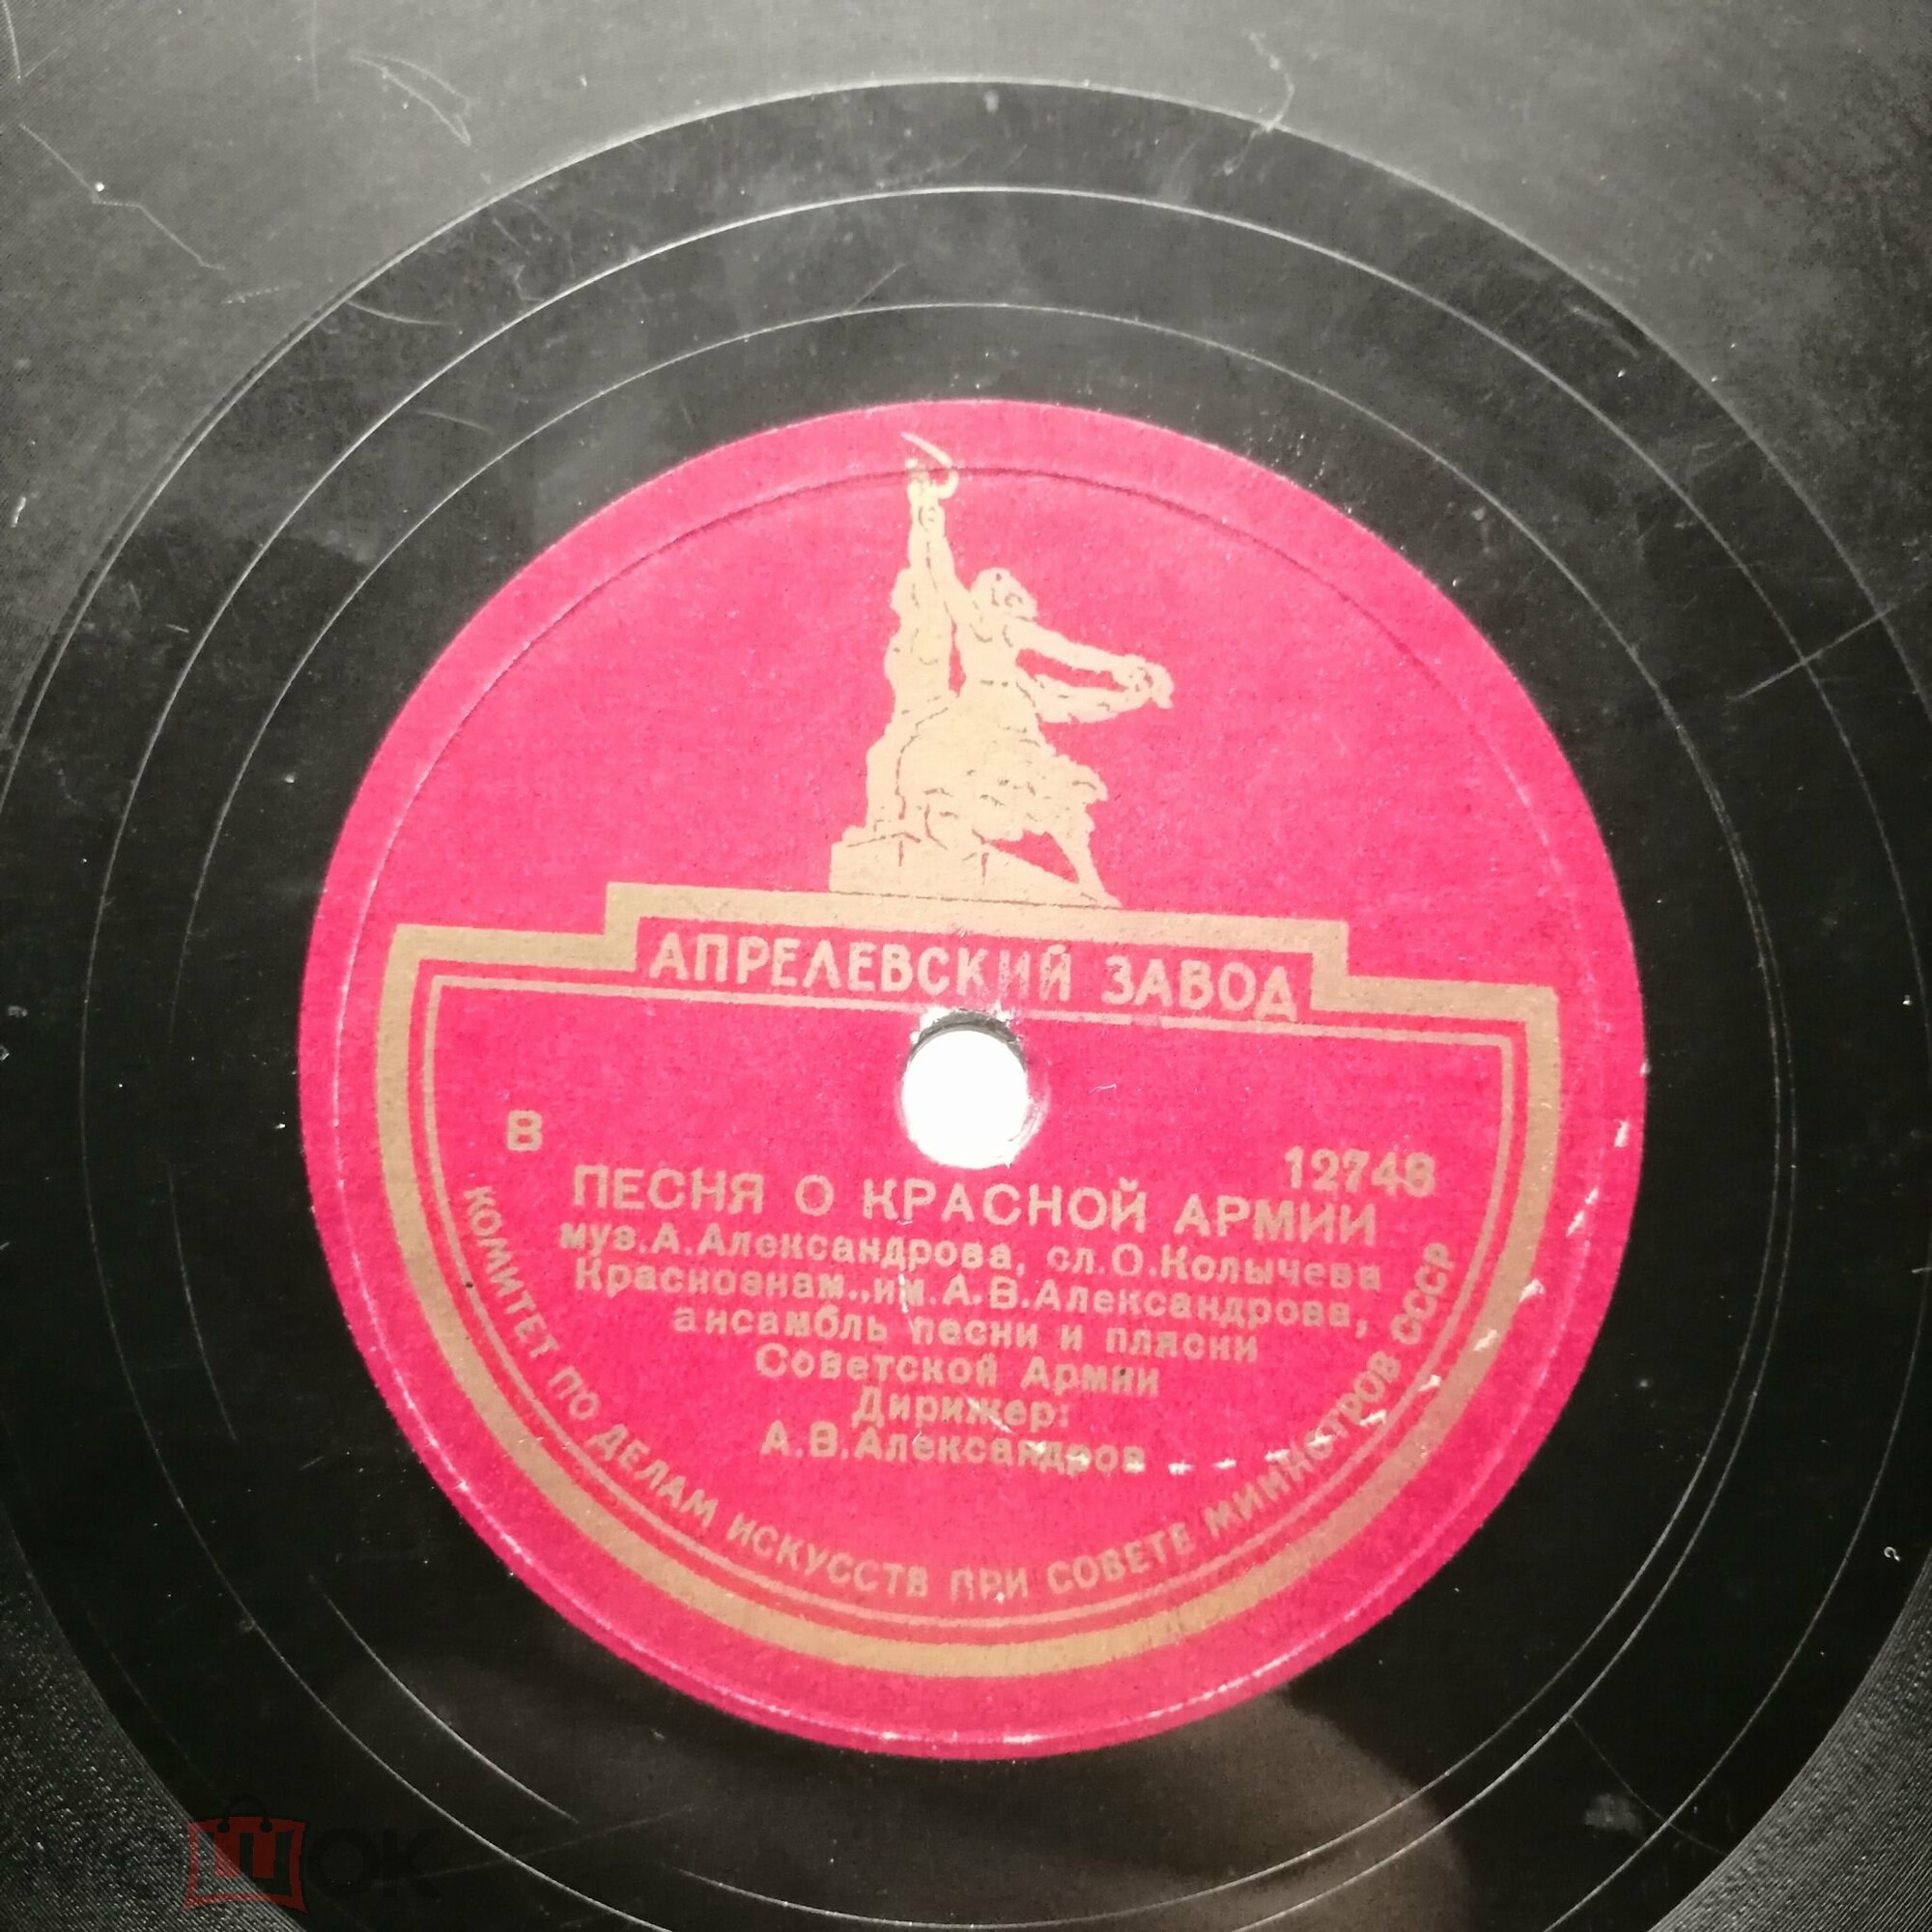 АПРЕЛЕВСКИЙ ЗАВОД
В 12748
ПЕСНЯ О КРАСНОЙ АРМИИ
муз.А.Александрова, сл.О.Колычева
Краснознам.,им.А.В.Александрова,
ансамбль песни и пляски
Советской Армии
Дирижер:
А.В.Александров
КОМИТЕТ ПО ДЕЛАМ ИСКУССТВ ПРИ СОВЕТЕ МИНИСТРОВ СССР
мешок